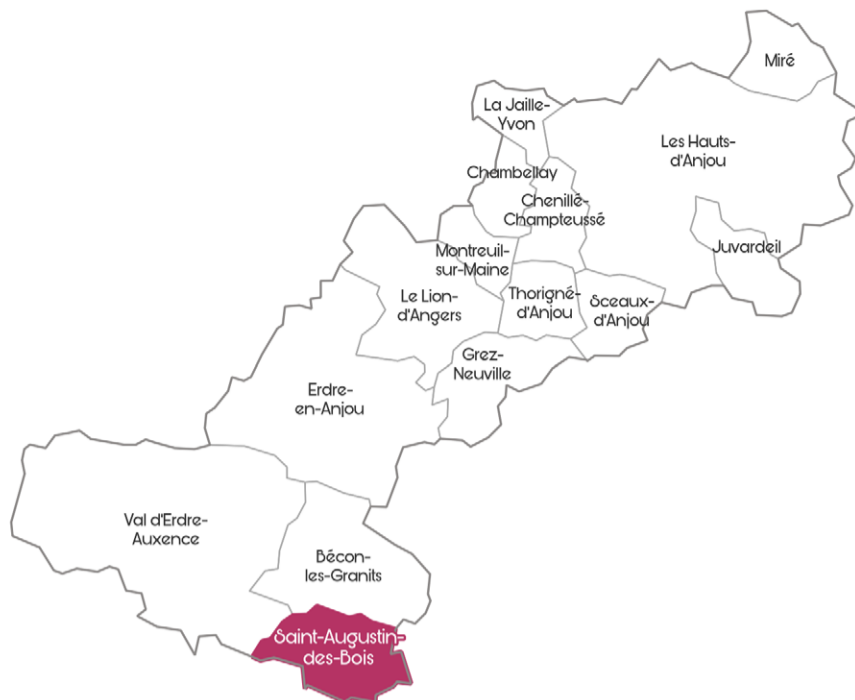 Miré
La Jaille-
Yvon
Les Hauts-
d'Anjou
Chambellay
Chenillé-
Champteussé
Juvardeil
Montreuil-
sur-Maine
Le Lion-
d'Angers
Thorigné-
d'Anjou
Sceaux-
d'Anjou
Grez-
Neuville
Erdre-
en-Anjou
Val d'Erdre-
Auxence
Bécon-
les-Granits
Saint-Augustin-
des-Bois